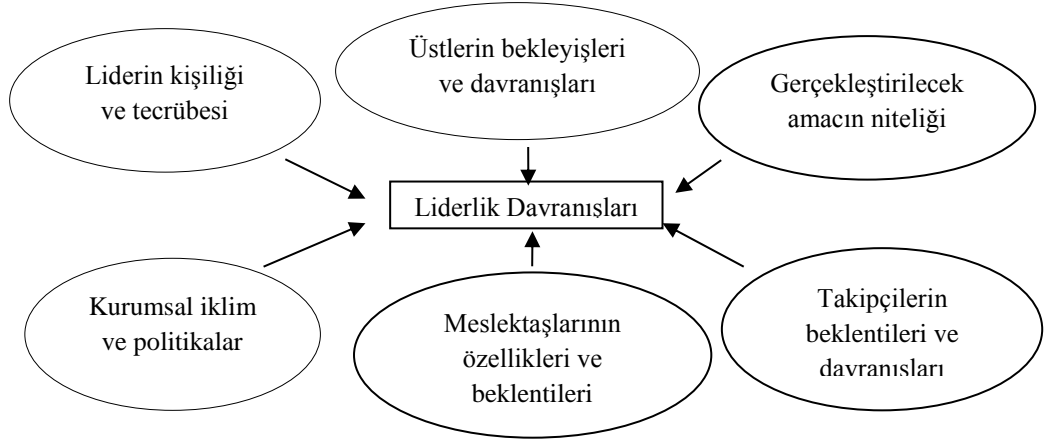 Liderin kişiliği
ve tecrübesi
Üstlerin bekleyişleri
ve davranışları
Gerçekleştirilecek
amacın niteliği
Liderlik Davranışları
Kurumsal iklim
ve politikalar
Meslektaşlarının
özellikleri ve
beklentileri
Takipçilerin
beklentileri ve
davranışları